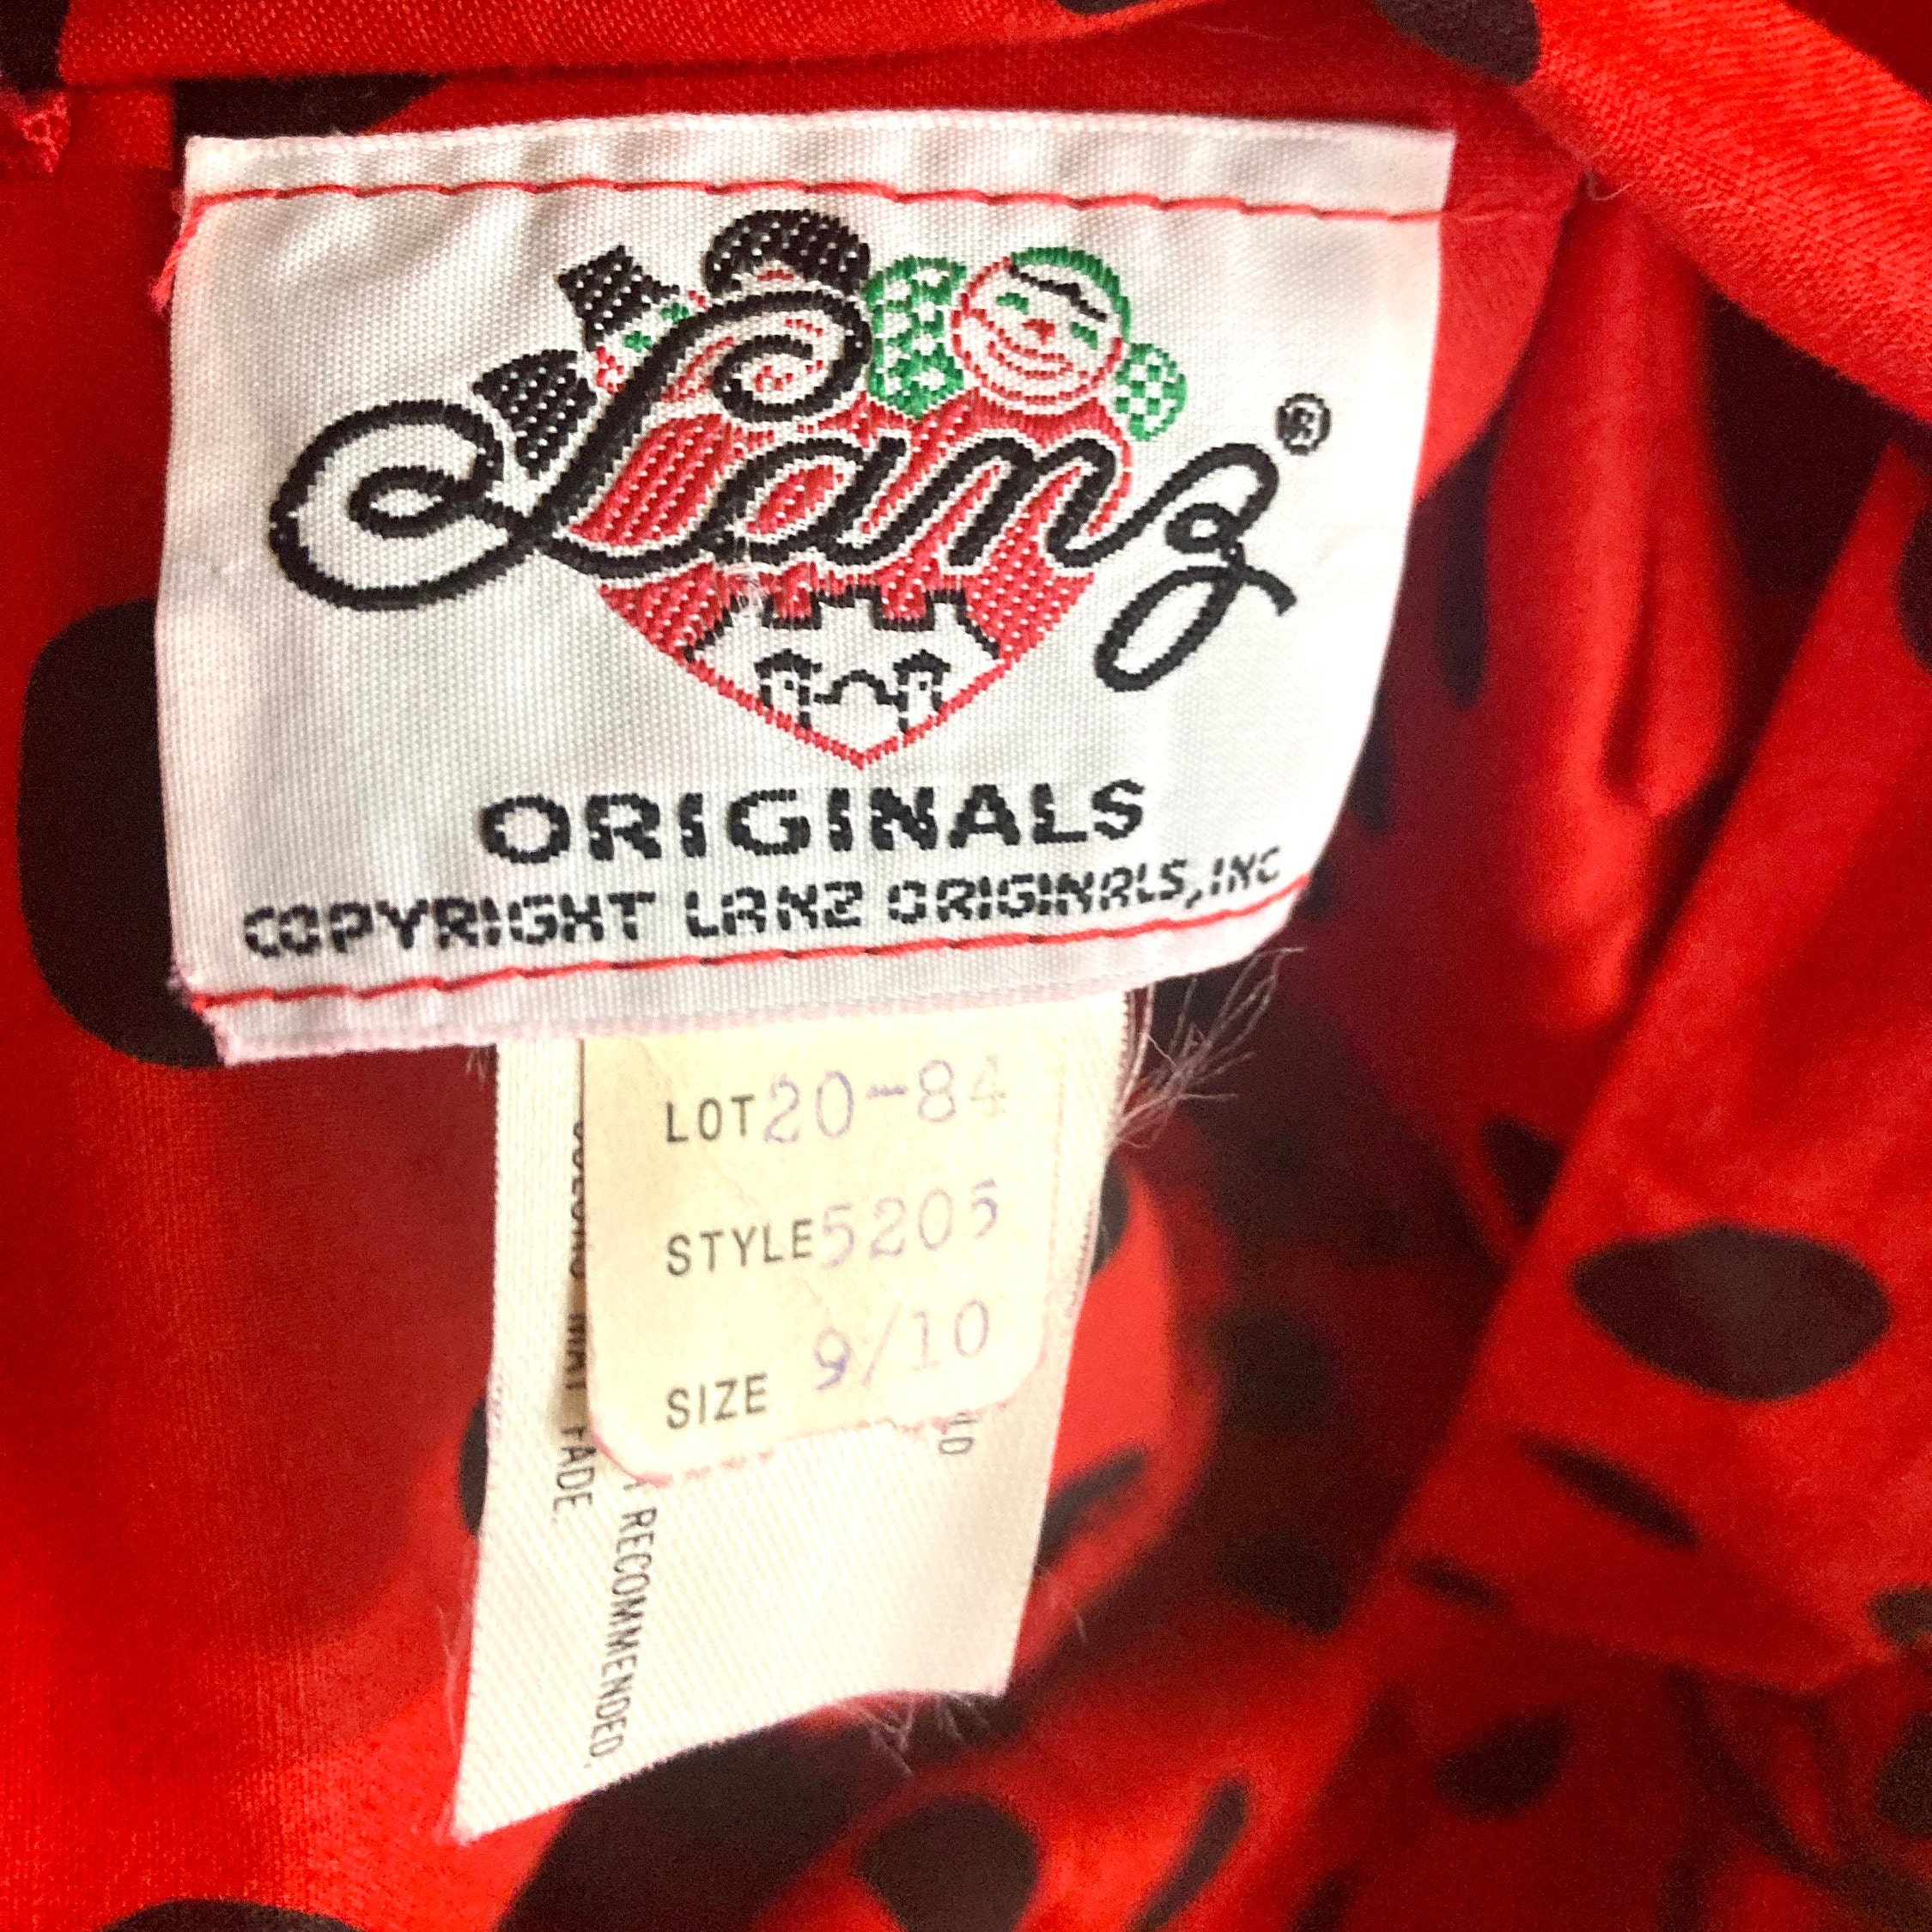 Lanz®
ORIGINALS
COPYRIGHT LANZ ORIGINALS, INC
LOT 20-84
STYLE 5205
SIZE 9/10
FADE.
RECOMMENDED.